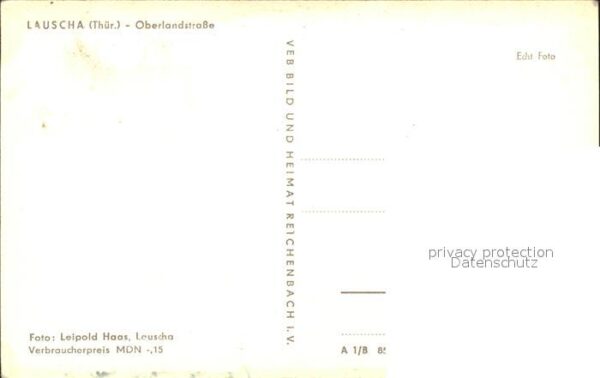 LAUSCHA (Thür.) - Oberlandstraße
VEB BILD UND HEIMAT REICHENBACH i. V.
Echt Foto
privacy protection
Datenschutz
Foto: Leipold Haas, Lauscha
Verbraucherpreis MDN -,15
A 1/B